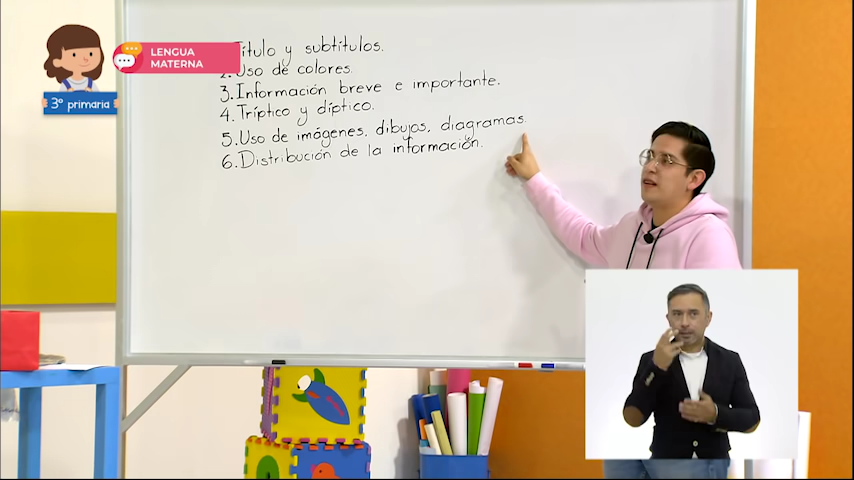 LENGUA
MATERNA
3º primaria
Título y subtítulos.
2. Uso de colores.
3. Información breve e importante.
4. Tríptico y díptico.
5. Uso de imágenes, dibujos, diagramas.
6. Distribución de la información.